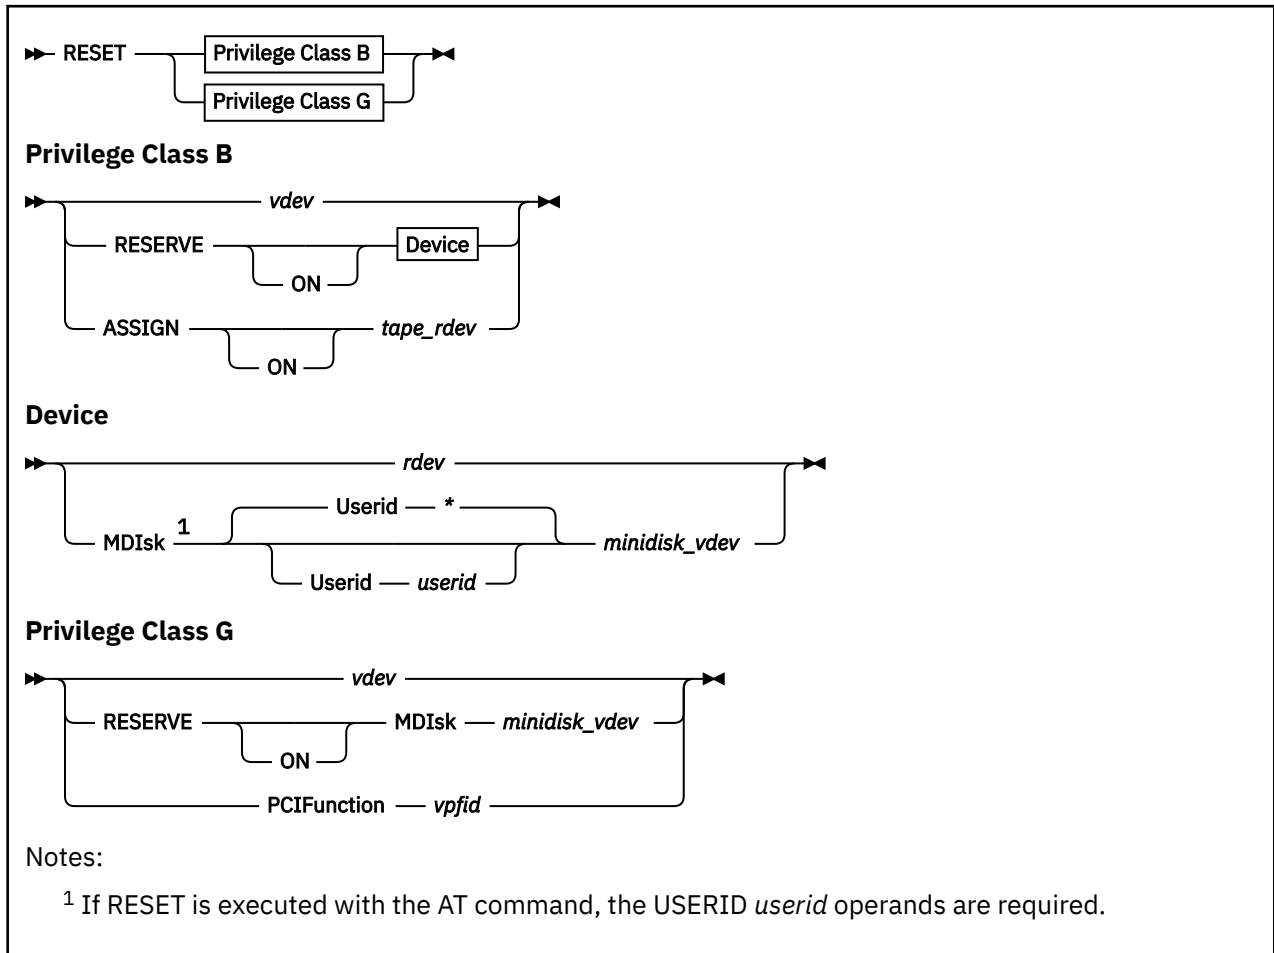 RESET Privilege Class B
Privilege Class G
Privilege Class B
vdev
RESERVE Device
ON
ASSIGN tape_rdev
ON
Device
rdev
Userid *
MDIsk 1 minidisk_vdev
Userid userid
Privilege Class G
vdev
RESERVE MDIsk minidisk_vdev
ON
PCIFunction vpfid
Notes:
1 If RESET is executed with the AT command, the USERID userid operands are required.